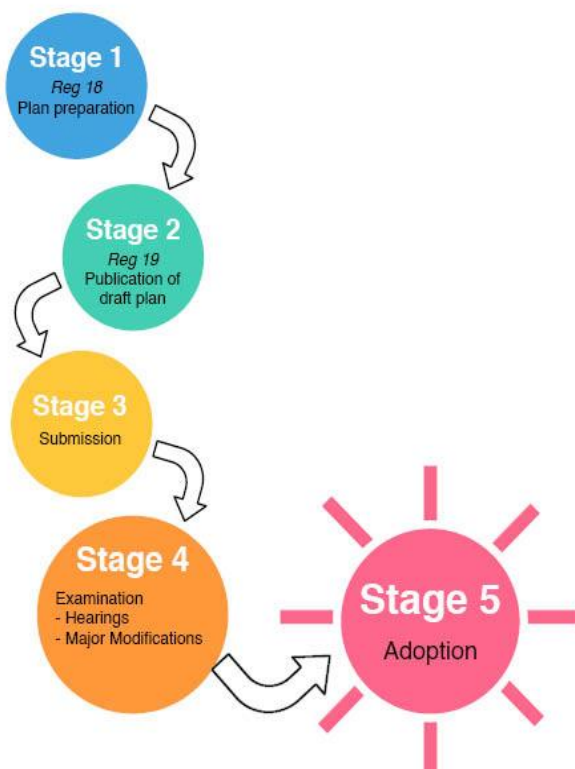 Stage 1
Reg 18
Plan preparation
Stage 2
Reg 19
Publication of
draft plan
Stage 3
Submission
Stage 4
Examination
- Hearings
- Major Modifications
Stage 5
Adoption